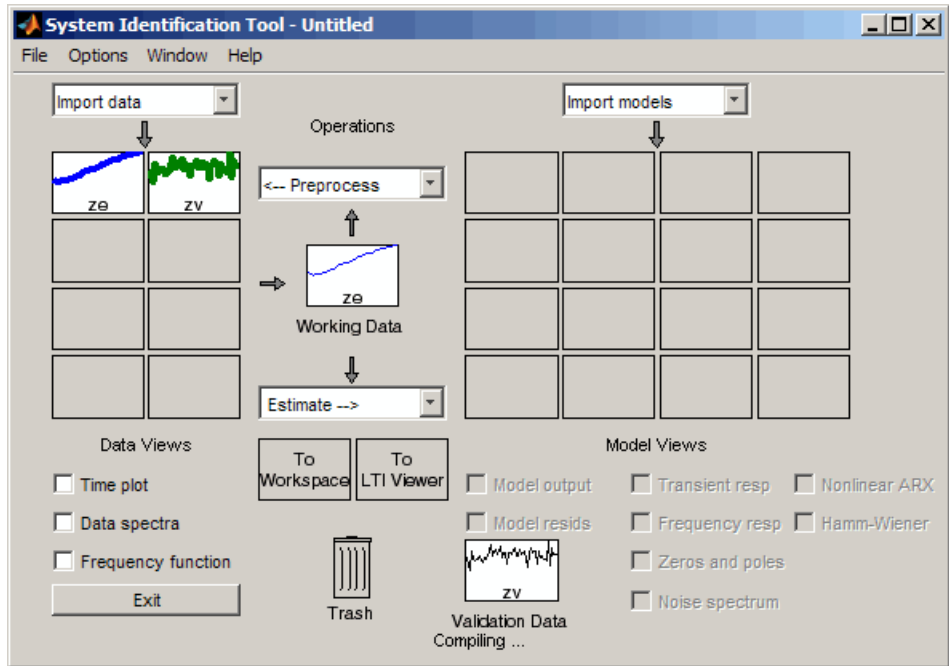 System Identification Tool - Untitled
File Options Window Help
Import data
Operations
Import models
ze
zv
<-- Preprocess
ze
Working Data
Estimate -->
Data Views
To Workspace
To LTI Viewer
Model Views
Time plot
Data spectra
Frequency function
Exit
Trash
Model output
Transient resp
Nonlinear ARX
Model resids
Frequency resp
Hamm-Wiener
Zeros and poles
Noise spectrum
zv
Validation Data
Compiling ...